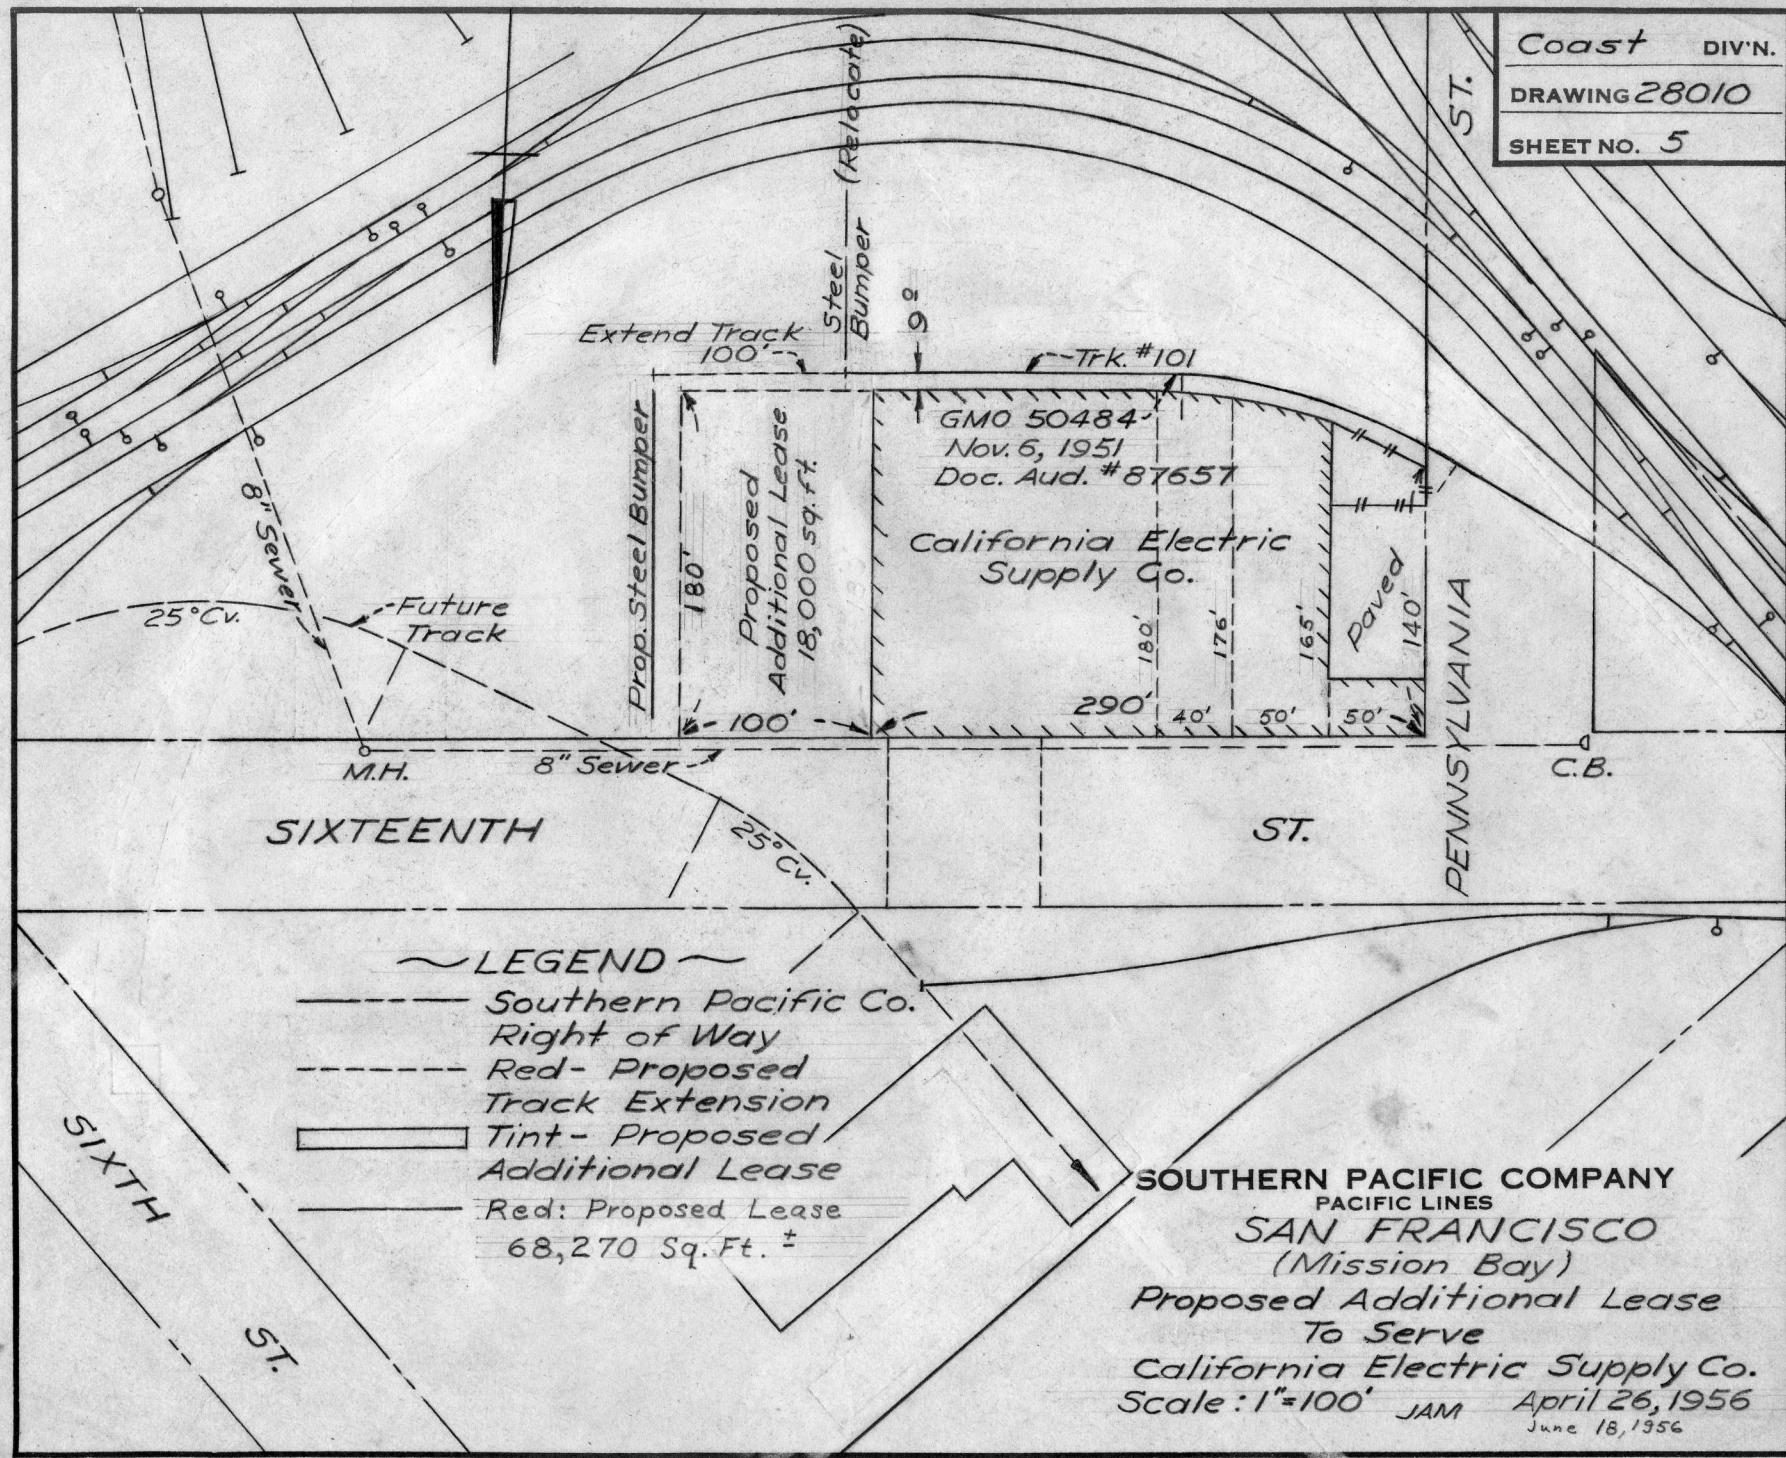 Coast DIV'N.
DRAWING 28010
SHEET NO. 5
ST.
Steel (Relocate)
Bumper
9º
Extend Track
100'
Trk. #101
GMO 50484
Nov. 6, 1951
Doc. Aud. #87657
California Electric
Supply Co.
Prop. Steel Bumper
180'
Proposed
Additional Lease
18,000 sq. ft.
8" Sewer
25° Cv.
Future
Track
180'
176'
165'
Paved
140'
PENNSYLVANIA
100'
290'
40'
50'
50'
M.H.
8" Sewer
C.B.
SIXTEENTH ST.
25° Cv.
LEGEND
Southern Pacific Co.
Right of Way
Red- Proposed
Track Extension
Tint- Proposed
Additional Lease
Red: Proposed Lease
68,270 Sq. Ft. ±
SIXTH
ST.
SOUTHERN PACIFIC COMPANY
PACIFIC LINES
SAN FRANCISCO
(Mission Bay)
Proposed Additional Lease
To Serve
California Electric Supply Co.
Scale: 1"=100' JAM April 26, 1956
June 18, 1956